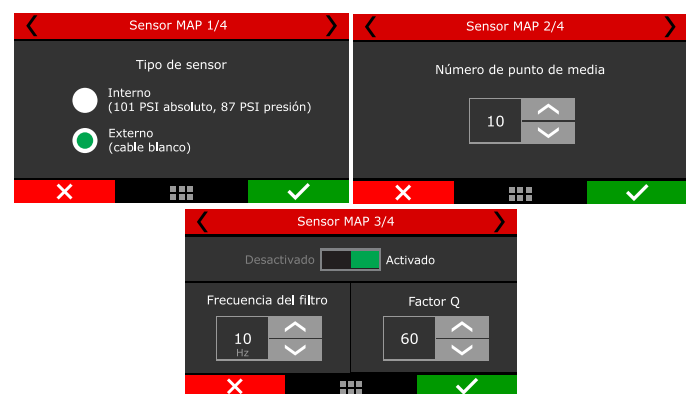 Sensor MAP 1/4
Tipo de sensor
Interno
(101 PSI absoluto, 87 PSI presión)
Externo
(cable blanco)
Sensor MAP 2/4
Número de punto de media
10
Sensor MAP 3/4
Desactivado
Activado
Frecuencia del filtro
10
Hz
Factor Q
60